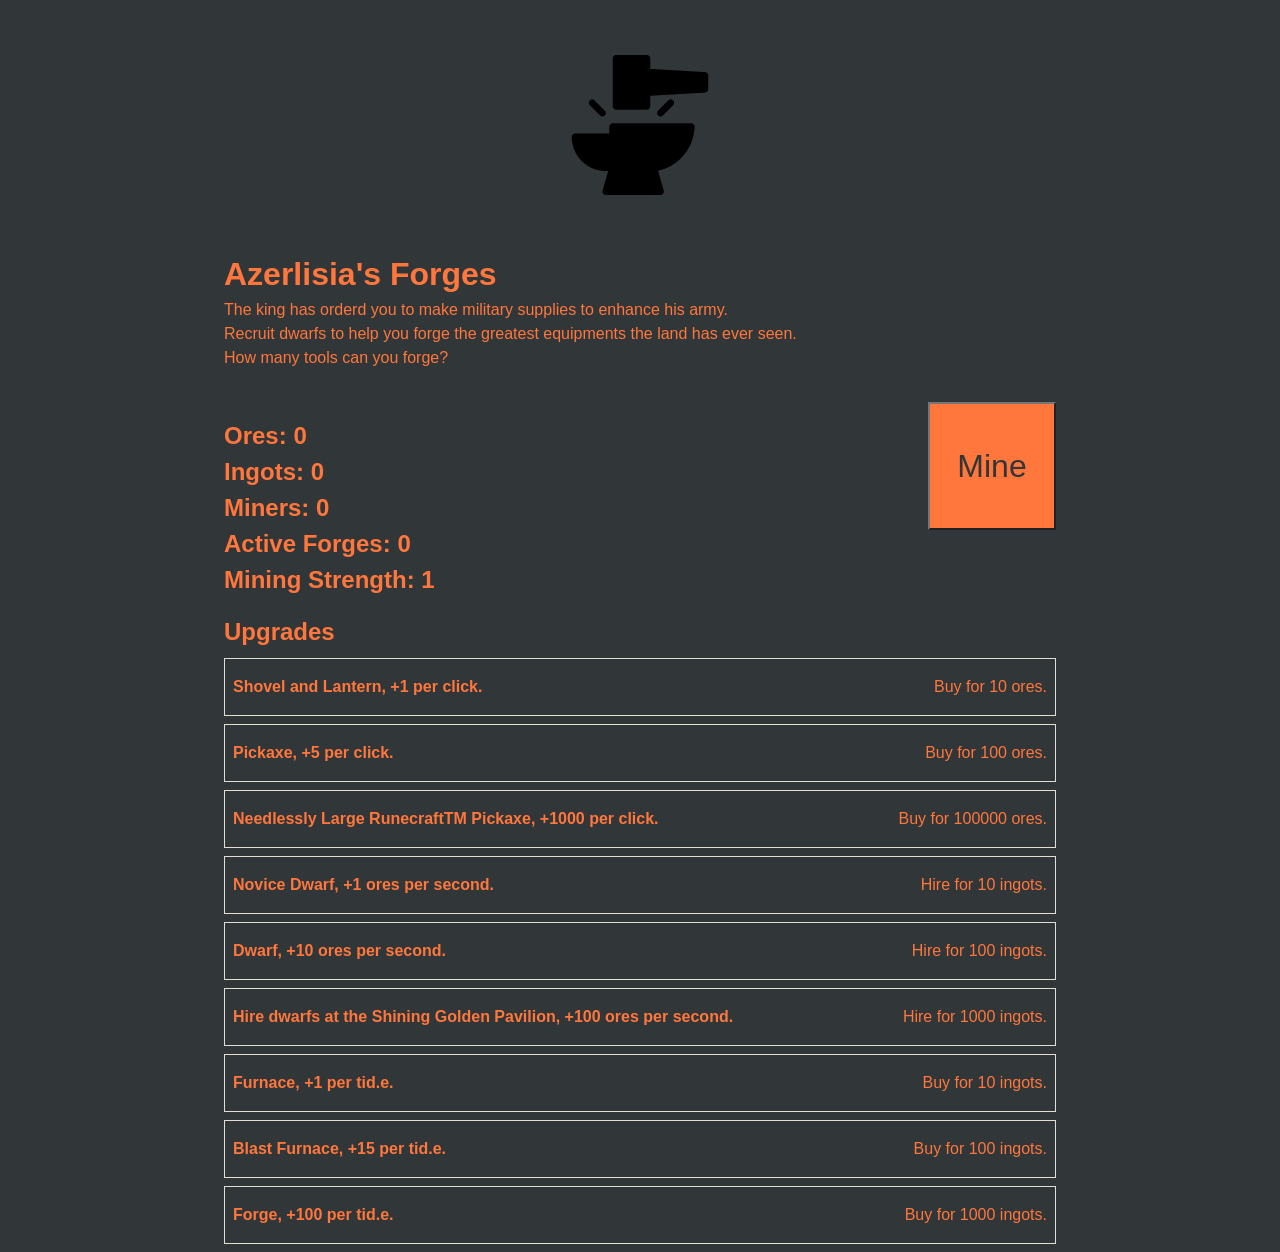 Azerlisia's Forges
The king has orderd you to make military supplies to enhance his army.
Recruit dwarfs to help you forge the greatest equipments the land has ever seen.
How many tools can you forge?
Ores: 0
Ingots: 0
Miners: 0
Active Forges: 0
Mining Strength: 1
Mine
Upgrades
Shovel and Lantern, +1 per click. Buy for 10 ores.
Pickaxe, +5 per click. Buy for 100 ores.
Needlessly Large RunecraftTM Pickaxe, +1000 per click. Buy for 100000 ores.
Novice Dwarf, +1 ores per second. Hire for 10 ingots.
Dwarf, +10 ores per second. Hire for 100 ingots.
Hire dwarfs at the Shining Golden Pavilion, +100 ores per second. Hire for 1000 ingots.
Furnace, +1 per tid.e. Buy for 10 ingots.
Blast Furnace, +15 per tid.e. Buy for 100 ingots.
Forge, +100 per tid.e. Buy for 1000 ingots.